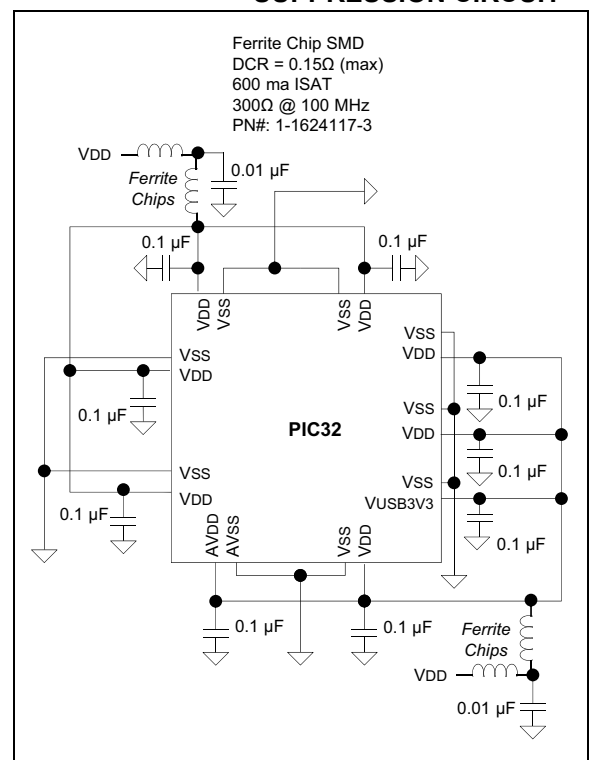 SUPPRESSION CIRCUIT
Ferrite Chip SMD
DCR = 0.15Ω (max)
600 ma ISAT
300Ω @ 100 MHz
PN#: 1-1624117-3
VDD
0.01 µF
Ferrite
Chips
0.1 µF
0.1 µF
VDD
VSS
VSS
VDD
VSS
VDD
0.1 µF
VSS
VDD
0.1 µF
PIC32
VSS
VDD
0.1 µF
VSS
VDD
0.1 µF
VSS
VUSB3V3
0.1 µF
AVDD
AVSS
VSS
VDD
0.1 µF
0.1 µF
Ferrite
Chips
VDD
0.01 µF